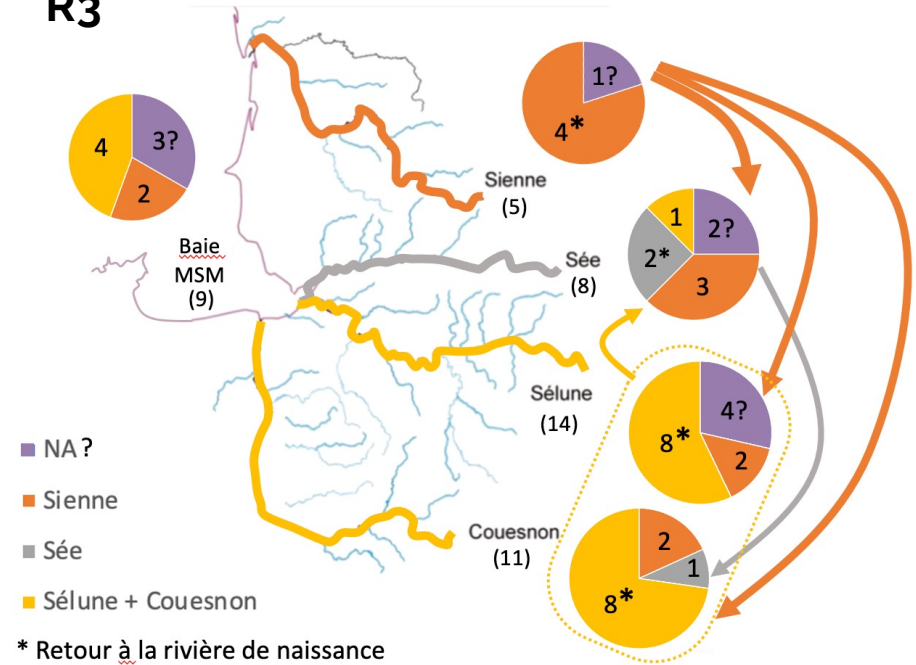 R3
1?
4*
4
3?
2
Sienne
(5)
1
2?
2*
3
Baie
MSM
(9)
Sée
(8)
Sélune
(14)
4?
8*
2
NA ?
Sienne
Sée
Sélune + Couesnon
Couesnon
(11)
2
1
8*
* Retour à la rivière de naissance